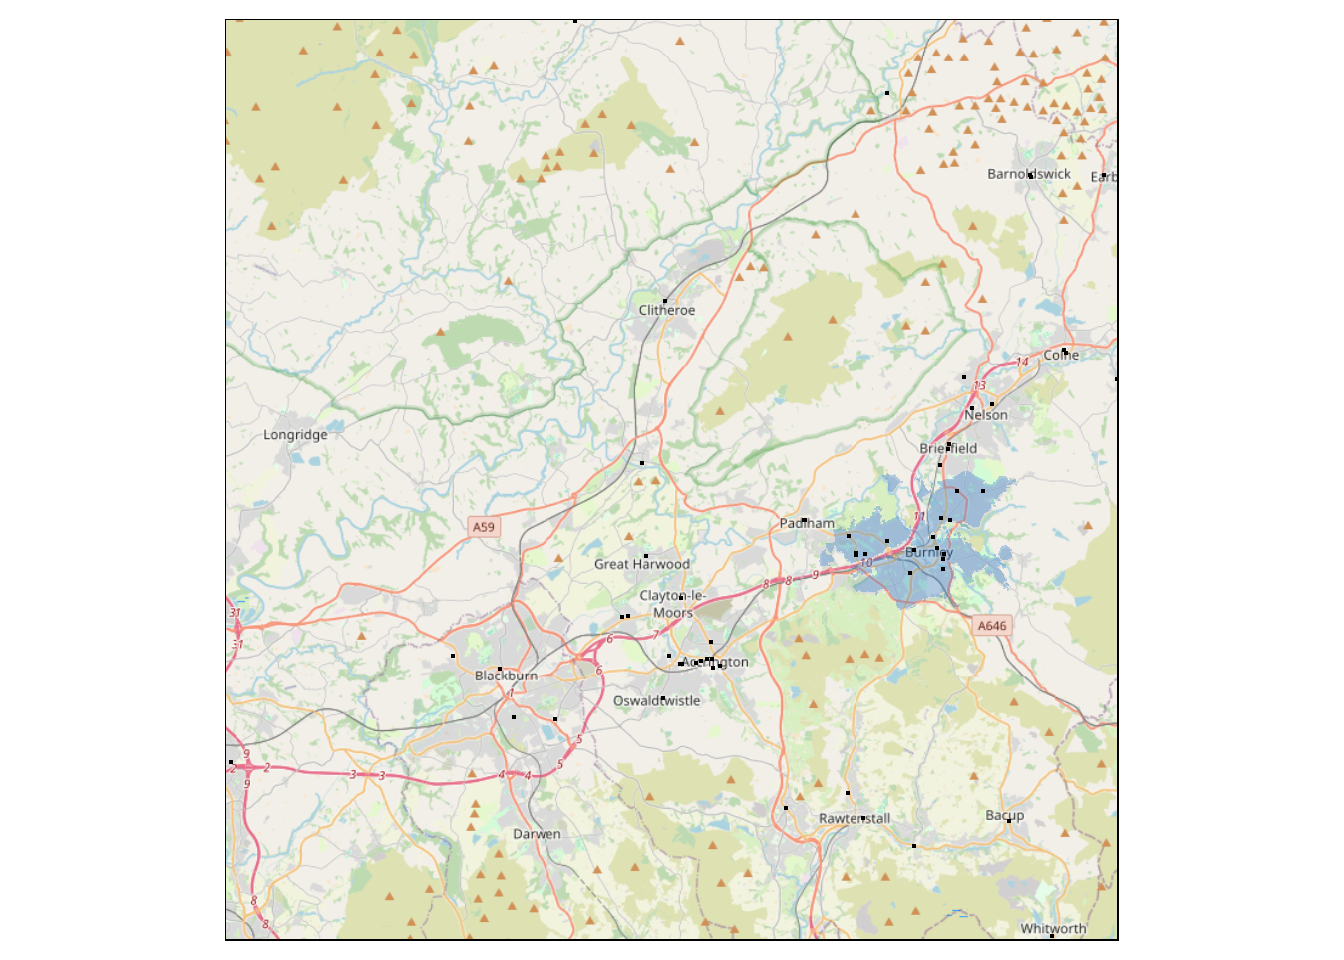 Barnoldswick
Earb
Clitheroe
Colne
14
13
Nelson
Longridge
Brierfield
A59
11
Padiham
Burnley
10
Great Harwood
9
8
8
Clayton-le-
Moors
31
31
A646
6
7
6
Accrington
Blackburn
1
Oswaldtwistle
5
9
2
2
3
3
4
4
5
9
Darwen
Rawtenstall
Bacup
8
8
Whitworth